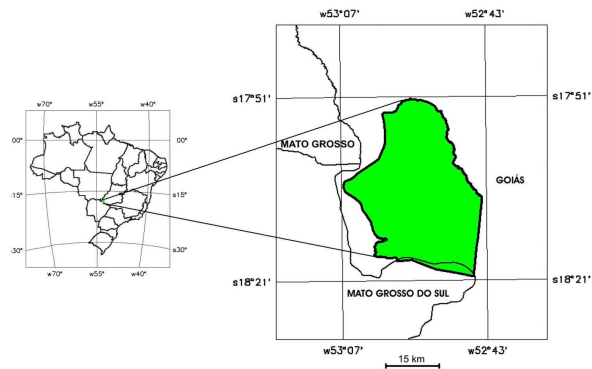 w53°07' w52°43'
s17°51' s17°51'
w70° w55° w40°
00° 00°
MATO GROSSO
GOIÁS
-15° s15°
.30° s30°
w70° w55° w40°
s18°21' s18°21'
MATO GROSSO DO SUL
w53°07' w52°43'
15 km